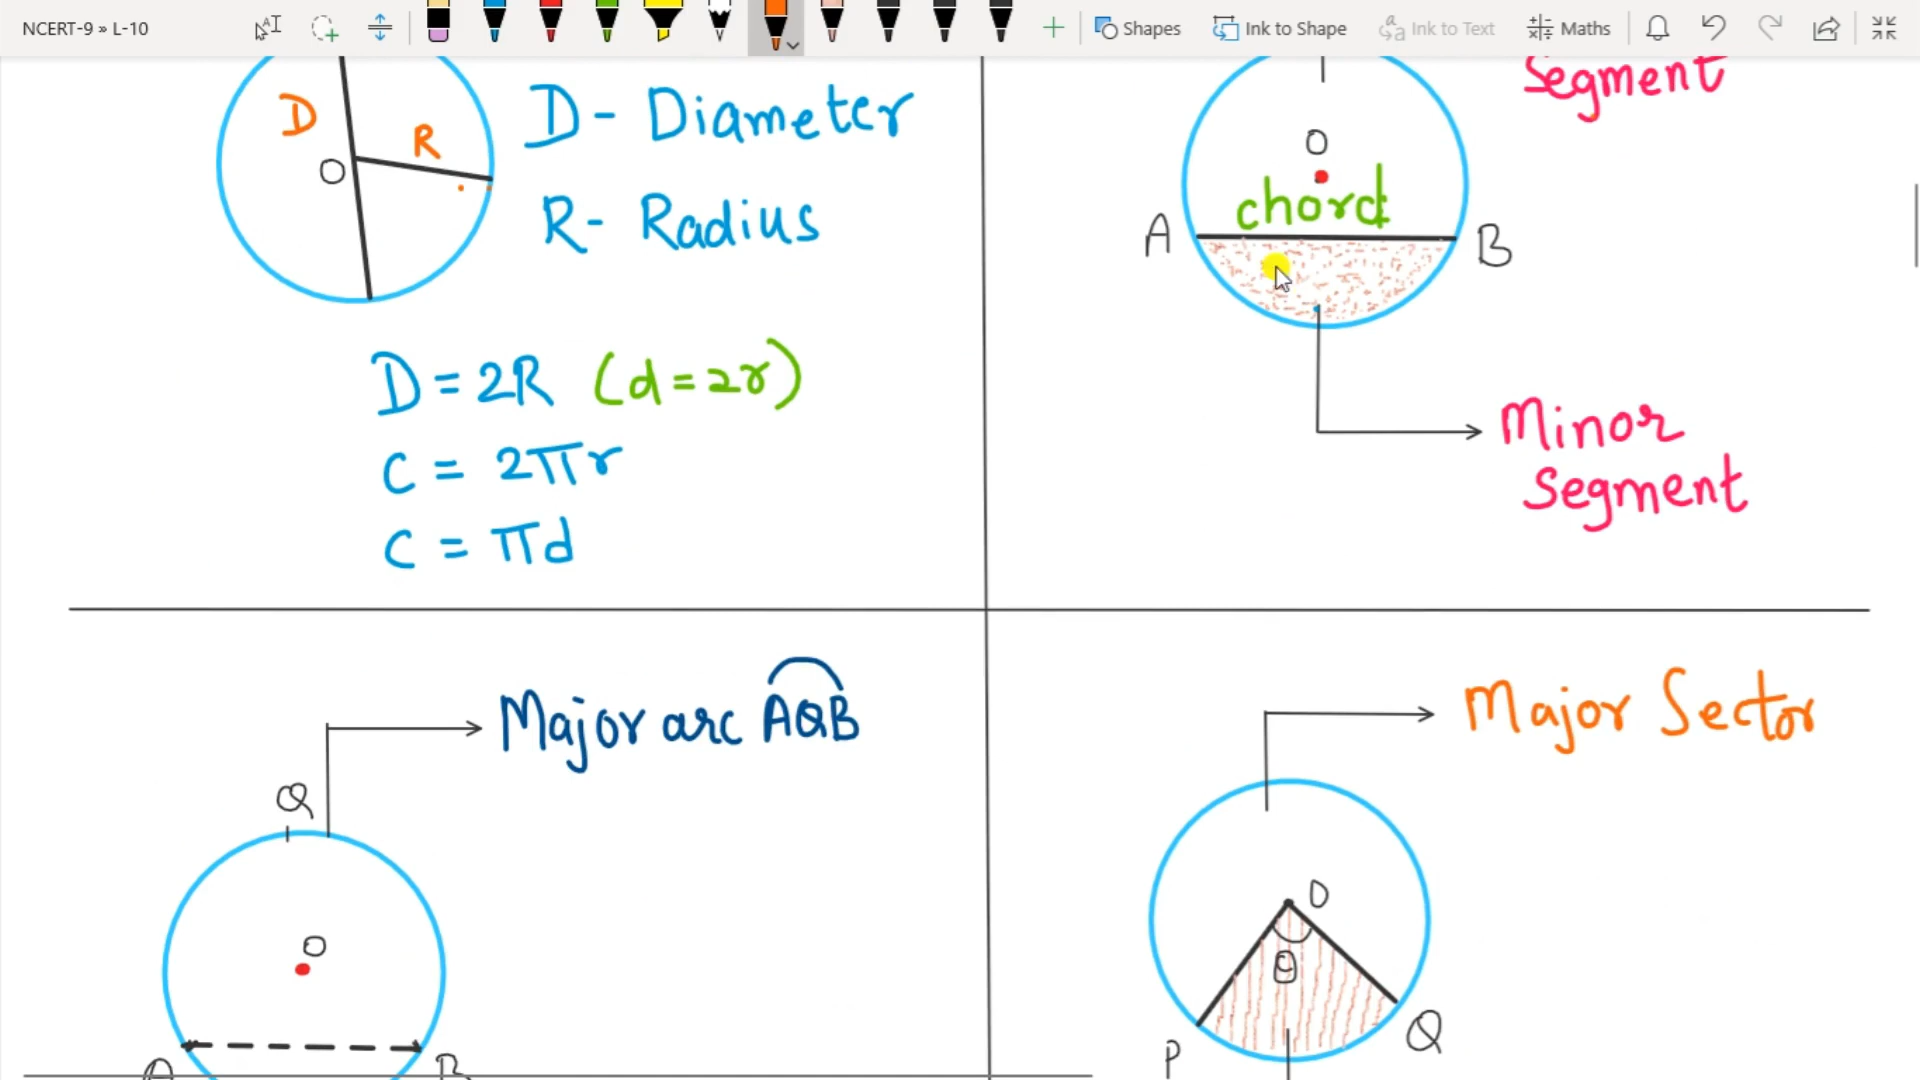 NCERT-9 » L-10
Shapes
Ink to Shape
Ink to Text
Maths
D
R
O
D- Diameter
R- Radius
D = 2R (d = 2r)
C = 2πr
C = πd
Segment
O
chord
A
B
Minor
Segment
Major arc AQB
Q
O
A
B
Major Sector
O
θ
P
Q